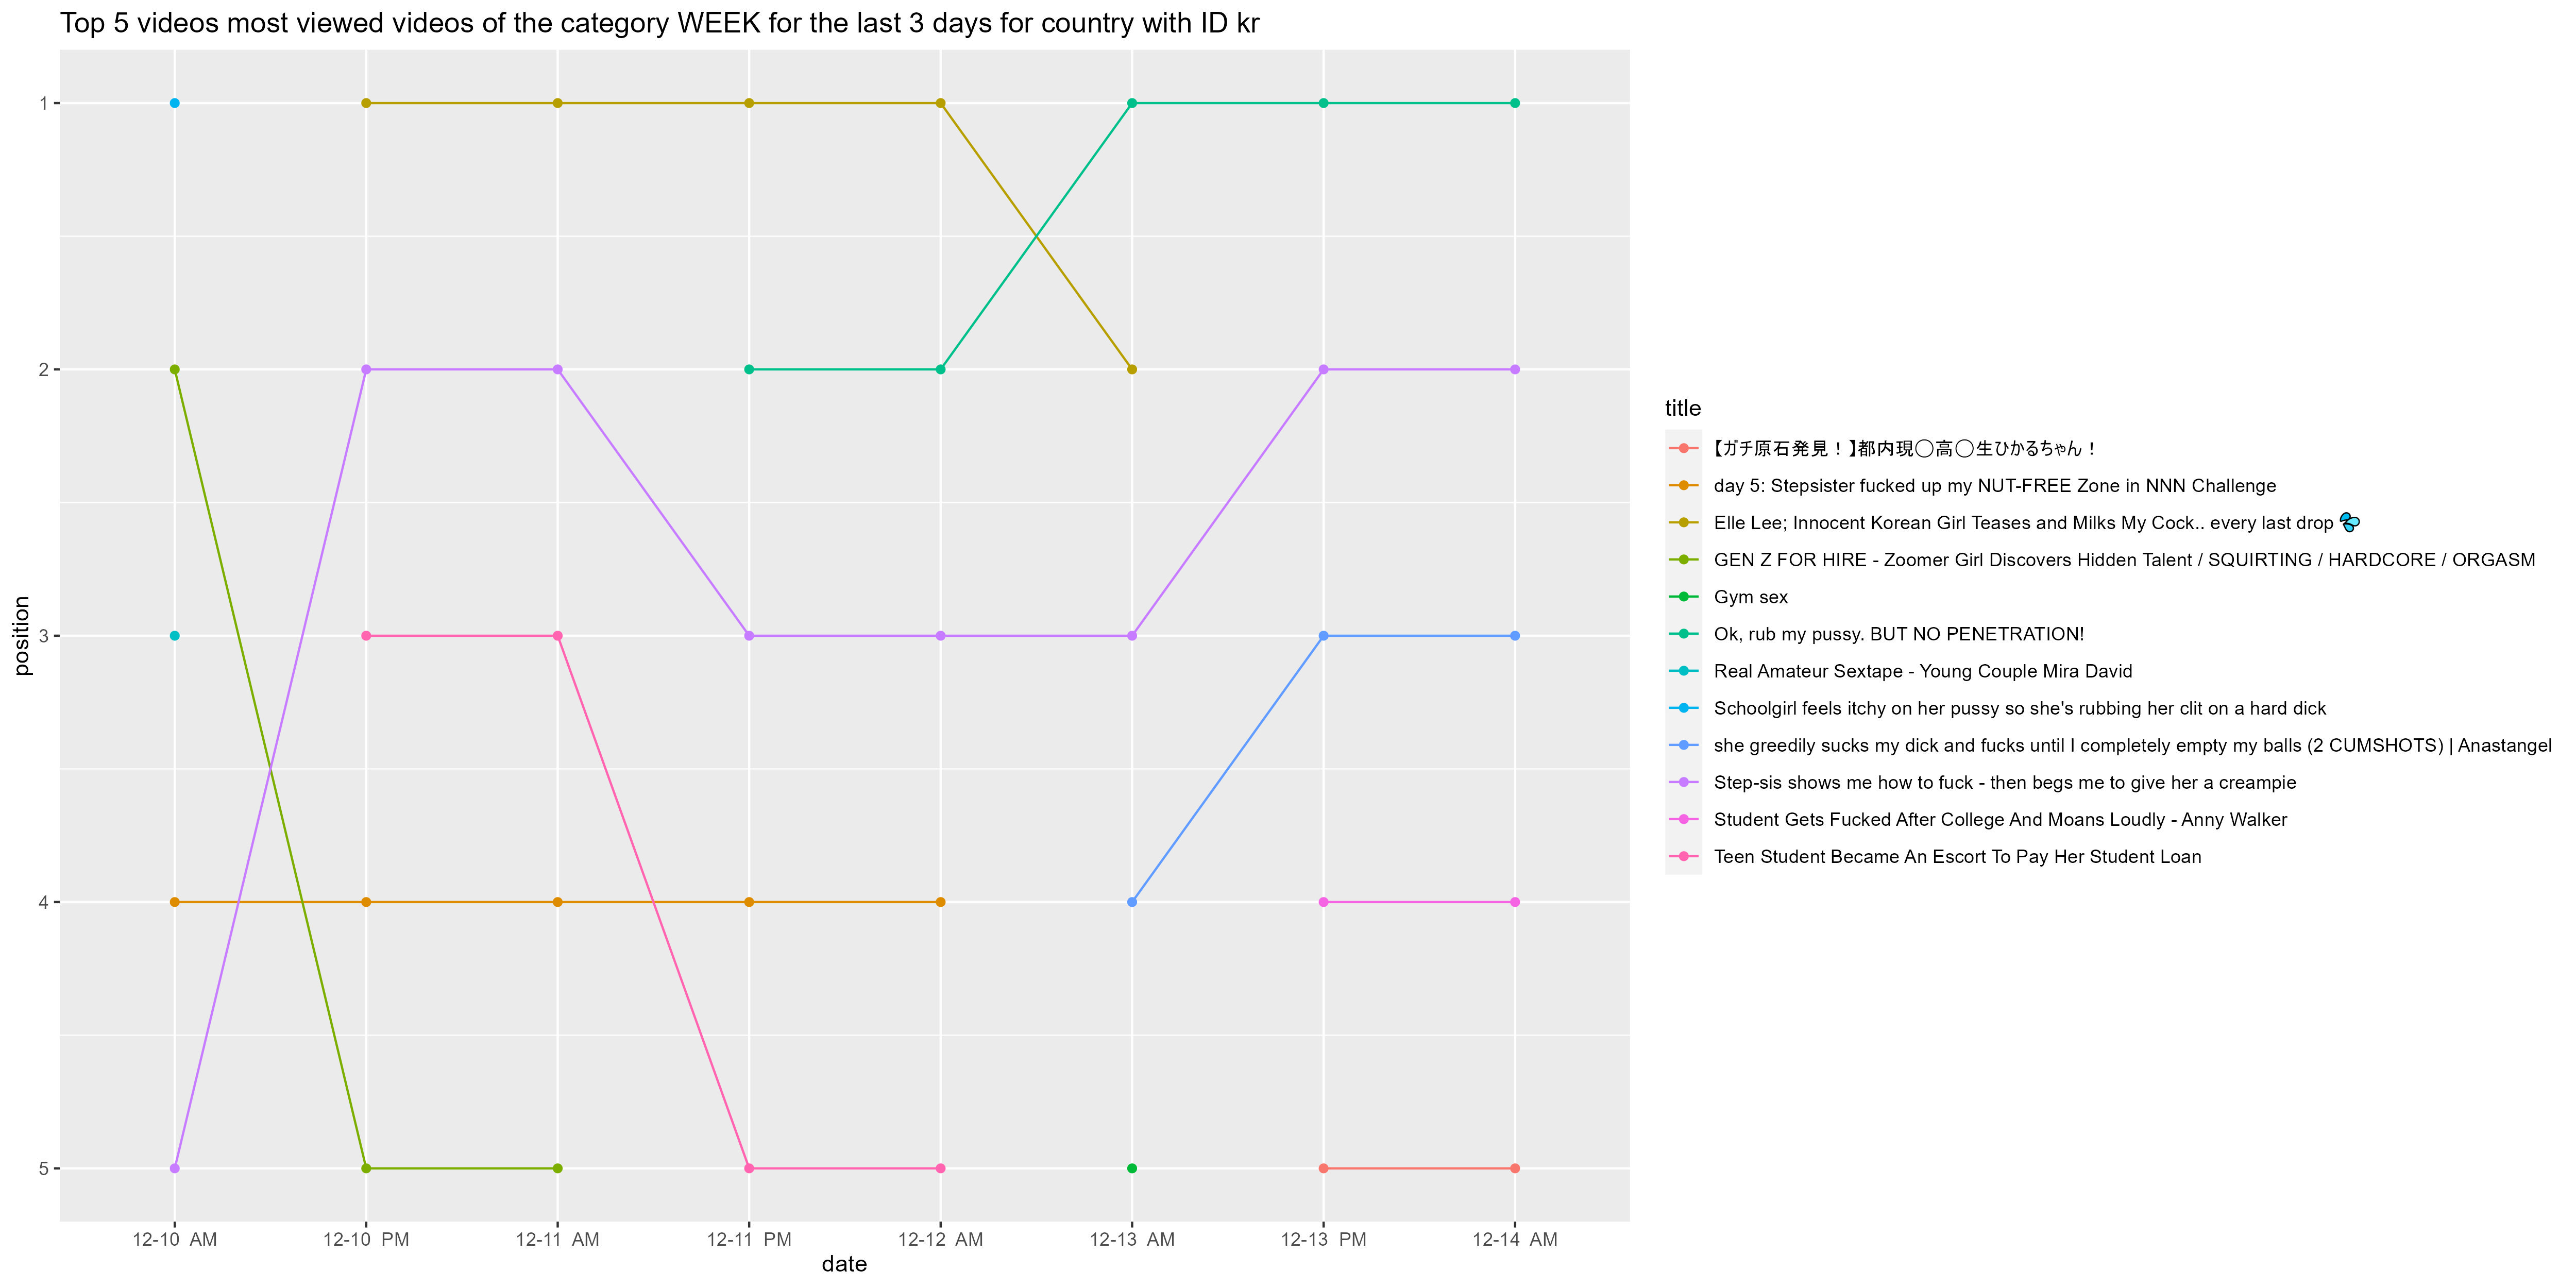 Top 5 videos most viewed videos of the category WEEK for the last 3 days for country with ID kr
position
1
2
3
4
5
12-10 AM
12-10 PM
12-11 AM
12-11 PM
12-12 AM
12-13 AM
12-13 PM
12-14 AM
date
title
【ガチ原石発見！】都内現◯高◯生ひかるちゃん！
day 5: Stepsister fucked up my NUT-FREE Zone in NNN Challenge
Elle Lee; Innocent Korean Girl Teases and Milks My Cock.. every last drop 💦
GEN Z FOR HIRE - Zoomer Girl Discovers Hidden Talent / SQUIRTING / HARDCORE / ORGASM
Gym sex
Ok, rub my pussy. BUT NO PENETRATION!
Real Amateur Sextape - Young Couple Mira David
Schoolgirl feels itchy on her pussy so she's rubbing her clit on a hard dick
she greedily sucks my dick and fucks until I completely empty my balls (2 CUMSHOTS) | Anastangel
Step-sis shows me how to fuck - then begs me to give her a creampie
Student Gets Fucked After College And Moans Loudly - Anny Walker
Teen Student Became An Escort To Pay Her Student Loan